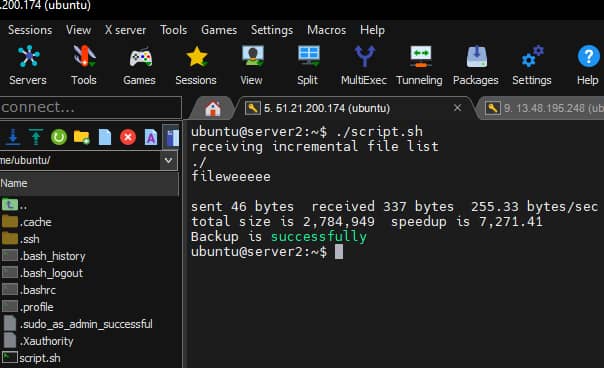 .200.174 (ubuntu)
Sessions View X server Tools Games Settings Macros Help
Servers Tools Games Sessions View Split MultiExec Tunneling Packages Settings Help
connect...
5. 51.21.200.174 (ubuntu)
9. 13.48.195.248 (ub
me/ubuntu/
Name
..
.cache
.ssh
.bash_history
.bash_logout
.bashrc
.profile
.sudo_as_admin_successful
.Xauthority
script.sh
ubuntu@server2:~$ ./script.sh
receiving incremental file list
./
fileweeeee
sent 46 bytes  received 337 bytes  255.33 bytes/sec
total size is 2,784,949  speedup is 7,271.41
Backup is successfully
ubuntu@server2:~$